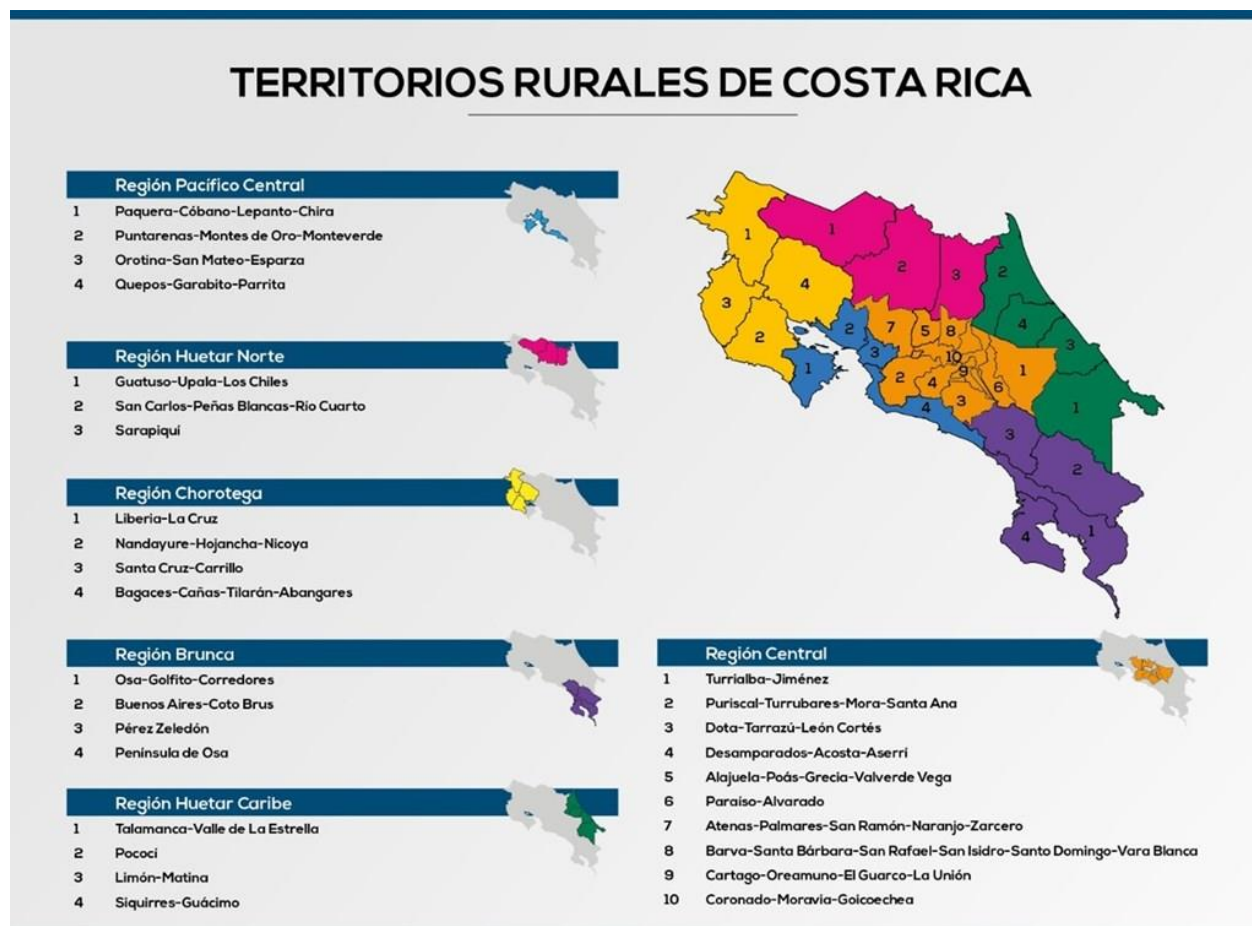 TERRITORIOS RURALES DE COSTA RICA
Región Pacífico Central
1 Paquera-Cóbano-Lepanto-Chira
2 Puntarenas-Montes de Oro-Monteverde
3 Orotina-San Mateo-Esparza
4 Quepos-Garabito-Parrita
Región Huetar Norte
1 Guatuso-Upala-Los Chiles
2 San Carlos-Peñas Blancas-Río Cuarto
3 Sarapiquí
Región Chorotega
1 Liberia-La Cruz
2 Nandayure-Hojancha-Nicoya
3 Santa Cruz-Carrillo
4 Bagaces-Cañas-Tilarán-Abangares
Región Brunca
1 Osa-Golfito-Corredores
2 Buenos Aires-Coto Brus
3 Pérez Zeledón
4 Península de Osa
Región Huetar Caribe
1 Talamanca-Valle de La Estrella
2 Pococí
3 Limón-Matina
4 Siquirres-Guácimo
1
1
2
3
2
4
3
4
2
7
5
8
2
3
10
9
1
4
3
1
2
4
6
3
1
4
3
2
1
4
Región Central
1 Turrialba-Jiménez
2 Puriscal-Turrubares-Mora-Santa Ana
3 Dota-Tarrazú-León Cortés
4 Desamparados-Acosta-Aserrí
5 Alajuela-Poás-Grecia-Valverde Vega
6 Paraíso-Alvarado
7 Atenas-Palmares-San Ramón-Naranjo-Zarcero
8 Barva-Santa Bárbara-San Rafael-San Isidro-Santo Domingo-Vara Blanca
9 Cartago-Oreamuno-El Guarco-La Unión
10 Coronado-Moravia-Goicoechea